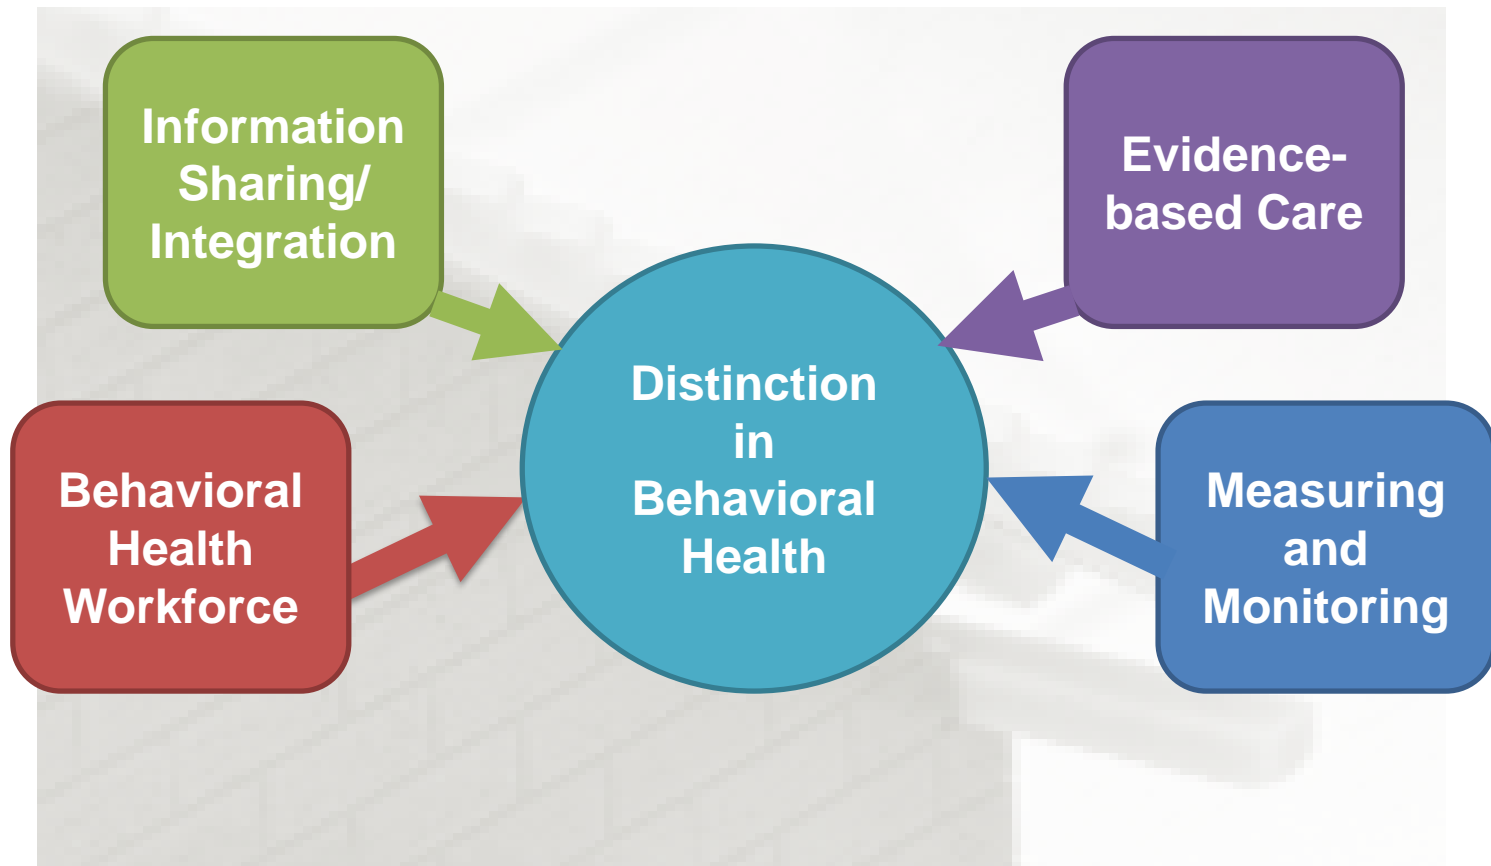 Information
Sharing/
Integration
Evidence-
based Care
Distinction
in
Behavioral
Health
Behavioral
Health
Workforce
Measuring
and
Monitoring